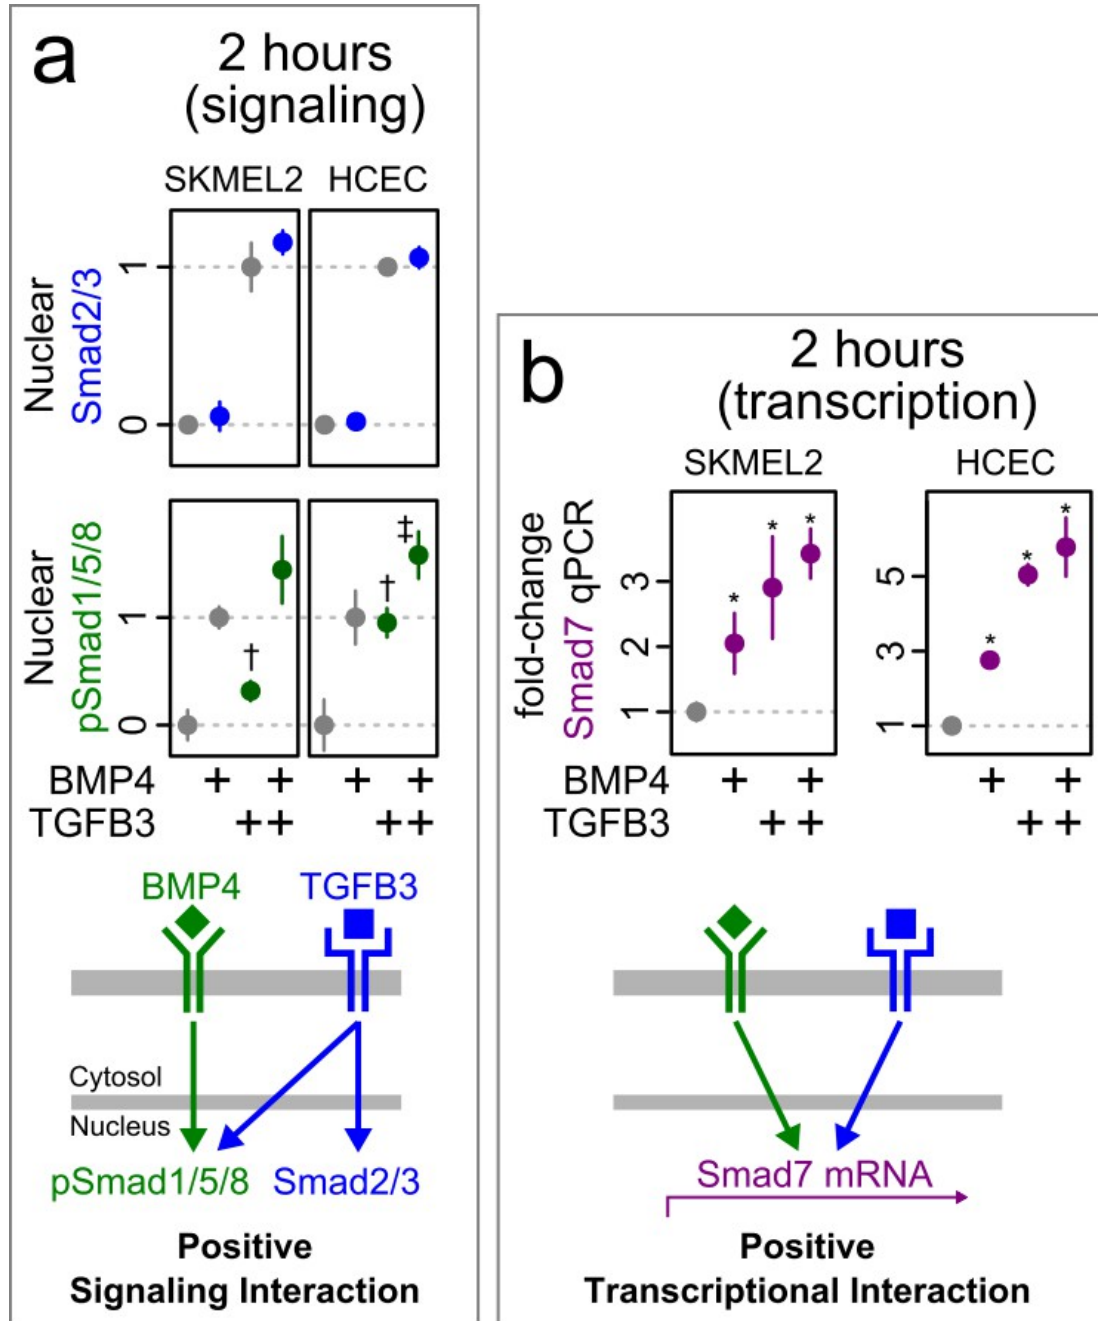 a
2 hours
(signaling)
SKMEL2 HCEC
Nuclear
Smad2/3
1
0
Nuclear
pSmad1/5/8
1
0
†
†
‡
BMP4 + + + +
TGFB3 ++ ++
BMP4 TGFB3
Cytosol
Nucleus
pSmad1/5/8 Smad2/3
Positive
Signaling Interaction
b
2 hours
(transcription)
SKMEL2 HCEC
fold-change
Smad7 qPCR
3
2
1
* * *
5
3
1
* * *
BMP4 + + + +
TGFB3 ++ ++
Smad7 mRNA
Positive
Transcriptional Interaction